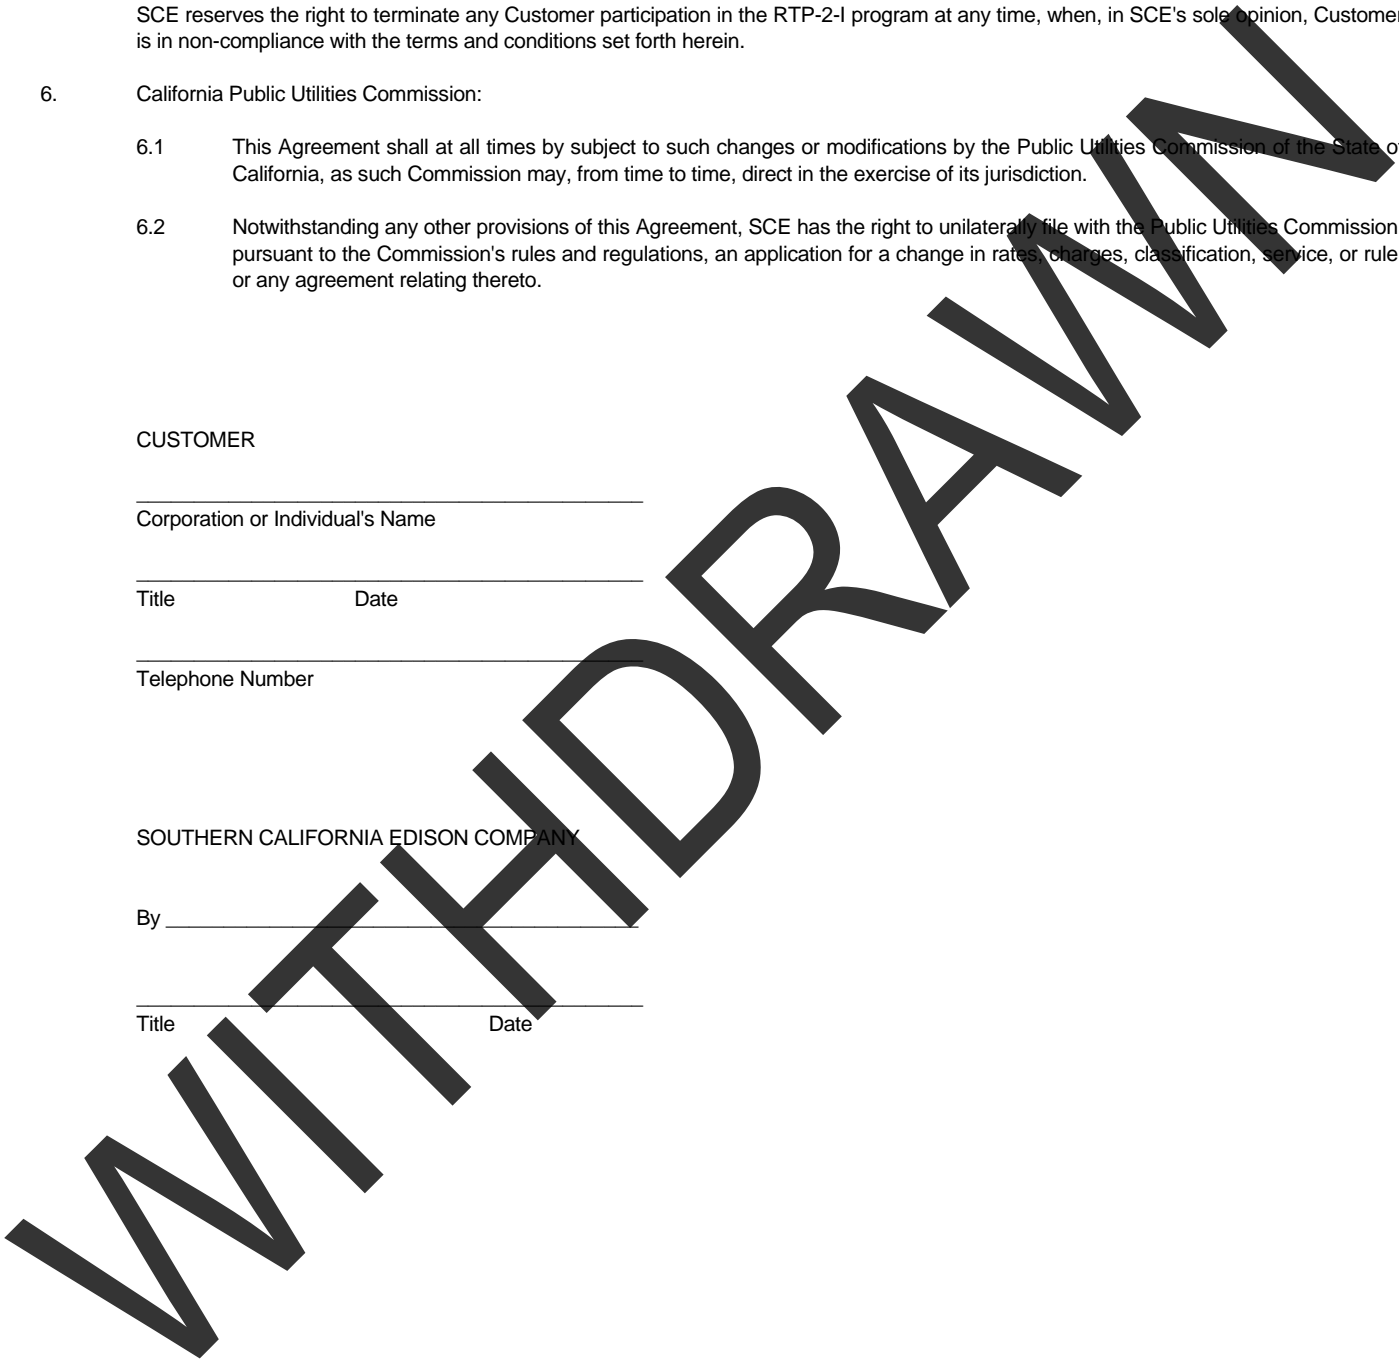 SCE reserves the right to terminate any Customer participation in the RTP-2-I program at any time, when, in SCE's sole opinion, Customer
is in non-compliance with the terms and conditions set forth herein.
6. California Public Utilities Commission:
6.1 This Agreement shall at all times by subject to such changes or modifications by the Public Utilities Commission of the State of
California, as such Commission may, from time to time, direct in the exercise of its jurisdiction.
6.2 Notwithstanding any other provisions of this Agreement, SCE has the right to unilaterally file with the Public Utilities Commission
pursuant to the Commission's rules and regulations, an application for a change in rates, charges, classification, service, or rule
or any agreement relating thereto.
CUSTOMER
Corporation or Individual's Name
Title Date
Telephone Number
SOUTHERN CALIFORNIA EDISON COMPANY
By
Title Date
WITHDRAWN